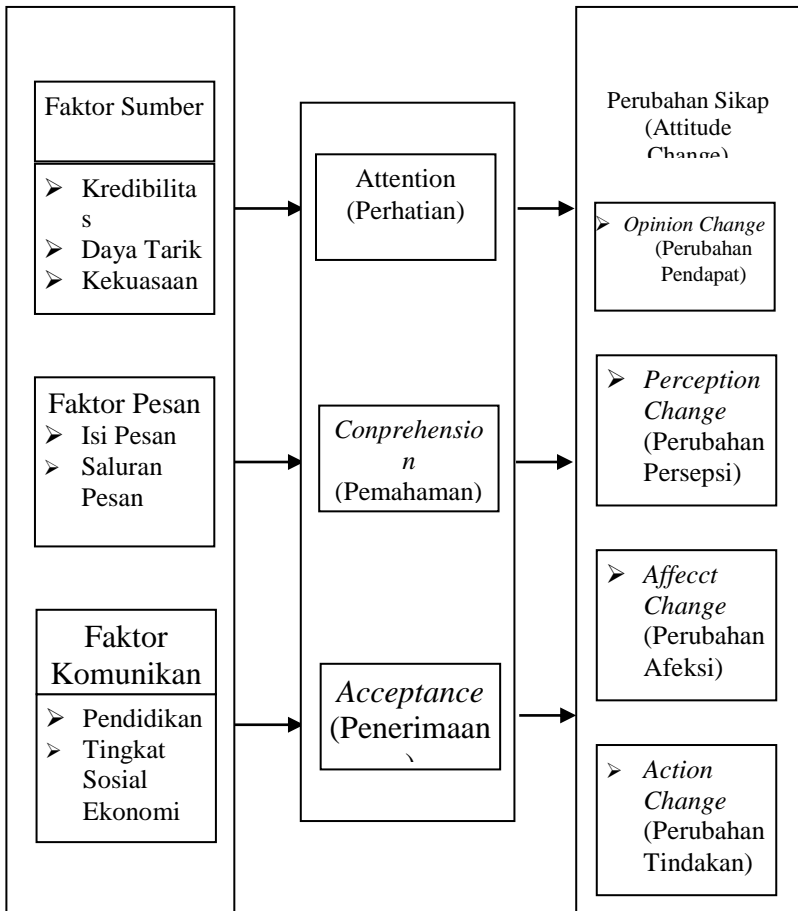 Faktor Sumber
➢ Kredibilita
s
➢ Daya Tarik
➢ Kekuasaan
Faktor Pesan
➢ Isi Pesan
➢ Saluran
Pesan
Faktor
Komunikan
➢ Pendidikan
➢ Tingkat
Sosial
Ekonomi
Attention
(Perhatian)
Conprehensio
n
(Pemahaman)
Acceptance
(Penerimaan
)
Perubahan Sikap
(Attitude
Change)
➢ Opinion Change
(Perubahan
Pendapat)
➢ Perception
Change
(Perubahan
Persepsi)
➢ Affecct
Change
(Perubahan
Afeksi)
➢ Action
Change
(Perubahan
Tindakan)